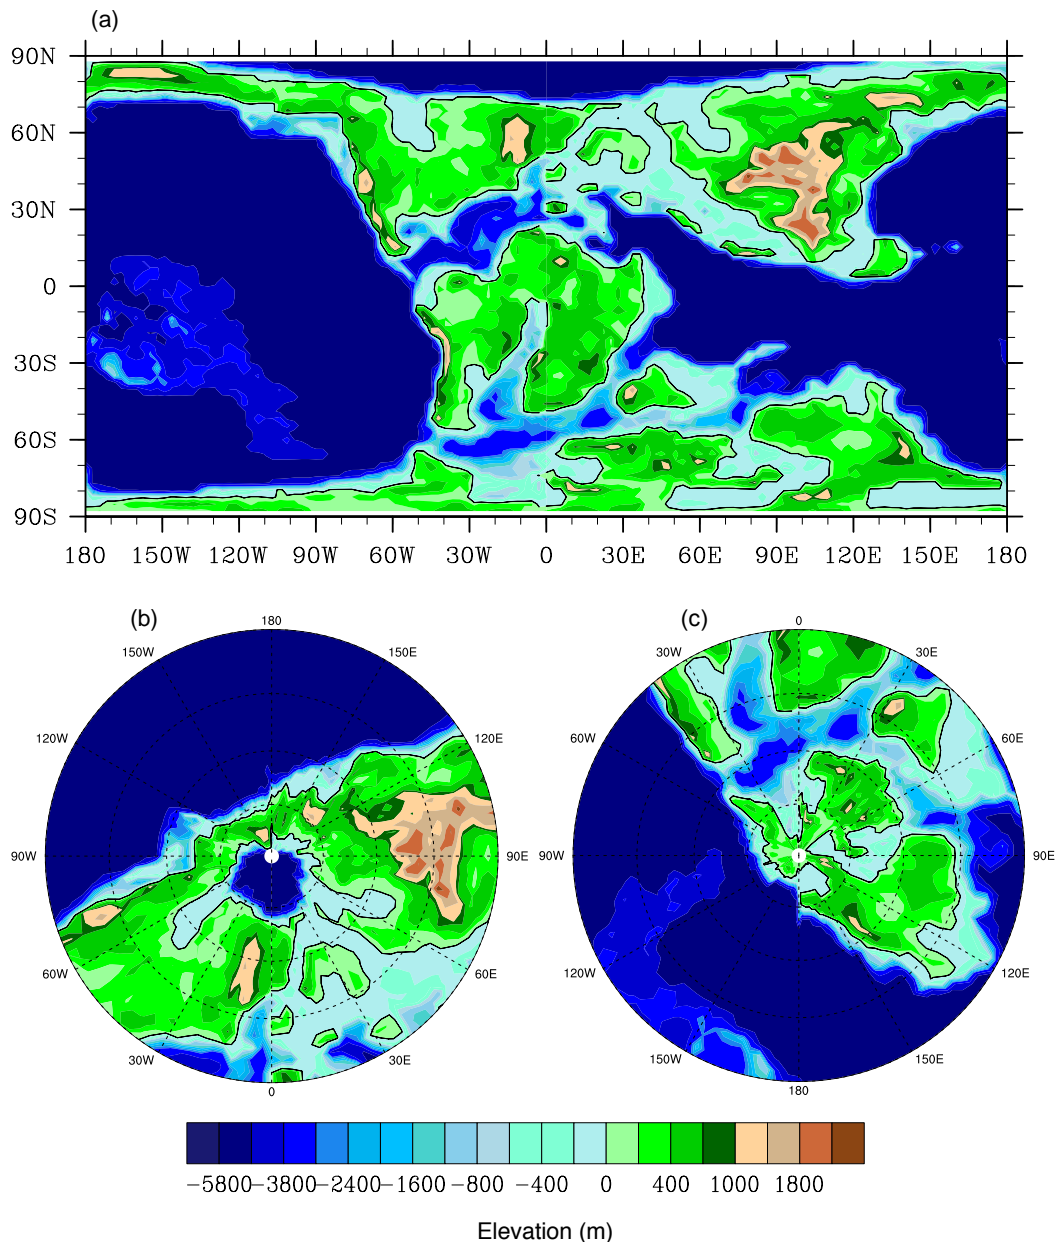 (a)
90N
60N
30N
0
30S
60S
90S
180 150W 120W 90W 60W 30W 0 30E 60E 90E 120E 150E 180
(b) (c)
180 0
150W 150E 30W 30E
120W 120E 60W 60E
90W 90E 90W 90E
60W 60E 120W 120E
30W 30E 150W 150E
0 180
−5800 −3800 −2400 −1600 −800 −400 0 400 1000 1800
Elevation (m)